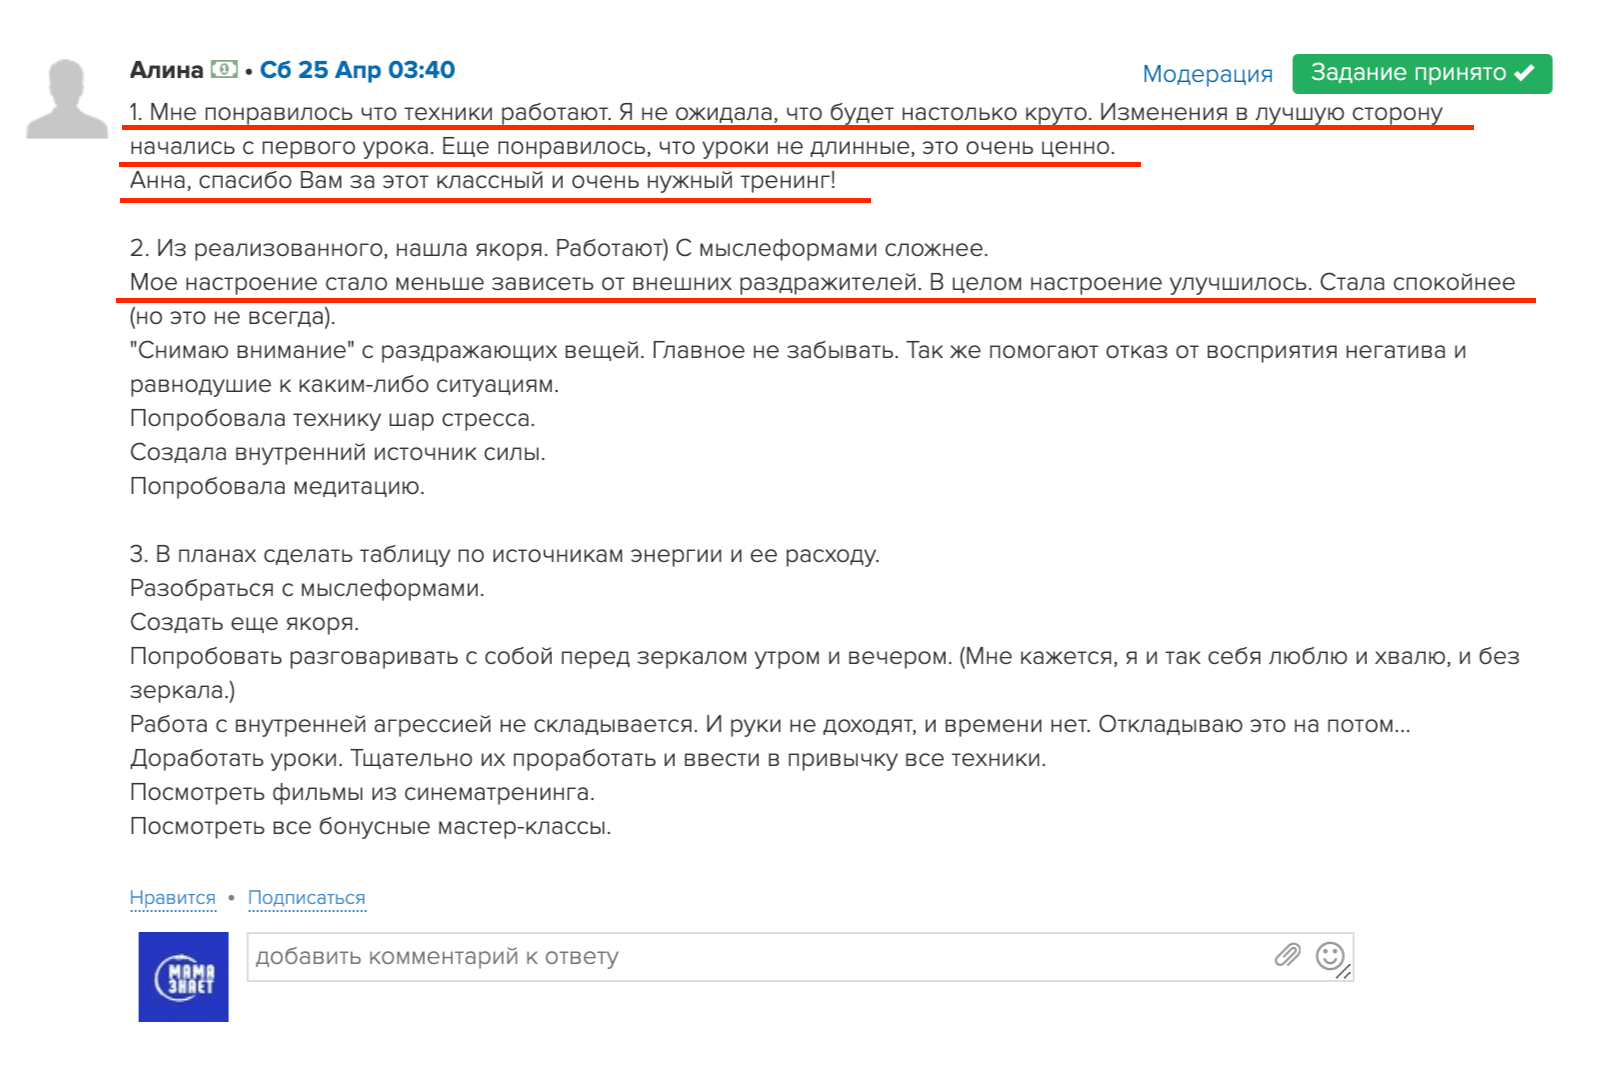 Алина • Сб 25 Апр 03:40
Модерация Задание принято
1. Мне понравилось что техники работают. Я не ожидала, что будет настолько круто. Изменения в лучшую сторону
начались с первого урока. Еще понравилось, что уроки не длинные, это очень ценно.
Анна, спасибо Вам за этот классный и очень нужный тренинг!
2. Из реализованного, нашла якоря. Работают) С мыслеформами сложнее.
Мое настроение стало меньше зависеть от внешних раздражителей. В целом настроение улучшилось. Стала спокойнее
(но это не всегда).
"Снимаю внимание" с раздражающих вещей. Главное не забывать. Так же помогают отказ от восприятия негатива и
равнодушие к каким-либо ситуациям.
Попробовала технику шар стресса.
Создала внутренний источник силы.
Попробовала медитацию.
3. В планах сделать таблицу по источникам энергии и ее расходу.
Разобраться с мыслеформами.
Создать еще якоря.
Попробовать разговаривать с собой перед зеркалом утром и вечером. (Мне кажется, я и так себя люблю и хвалю, и без
зеркала.)
Работа с внутренней агрессией не складывается. И руки не доходят, и времени нет. Откладываю это на потом...
Доработать уроки. Тщательно их проработать и ввести в привычку все техники.
Посмотреть фильмы из синематренинга.
Посмотреть все бонусные мастер-классы.
Нравится • Подписаться
МАМА
ЗНАЕТ
добавить комментарий к ответу